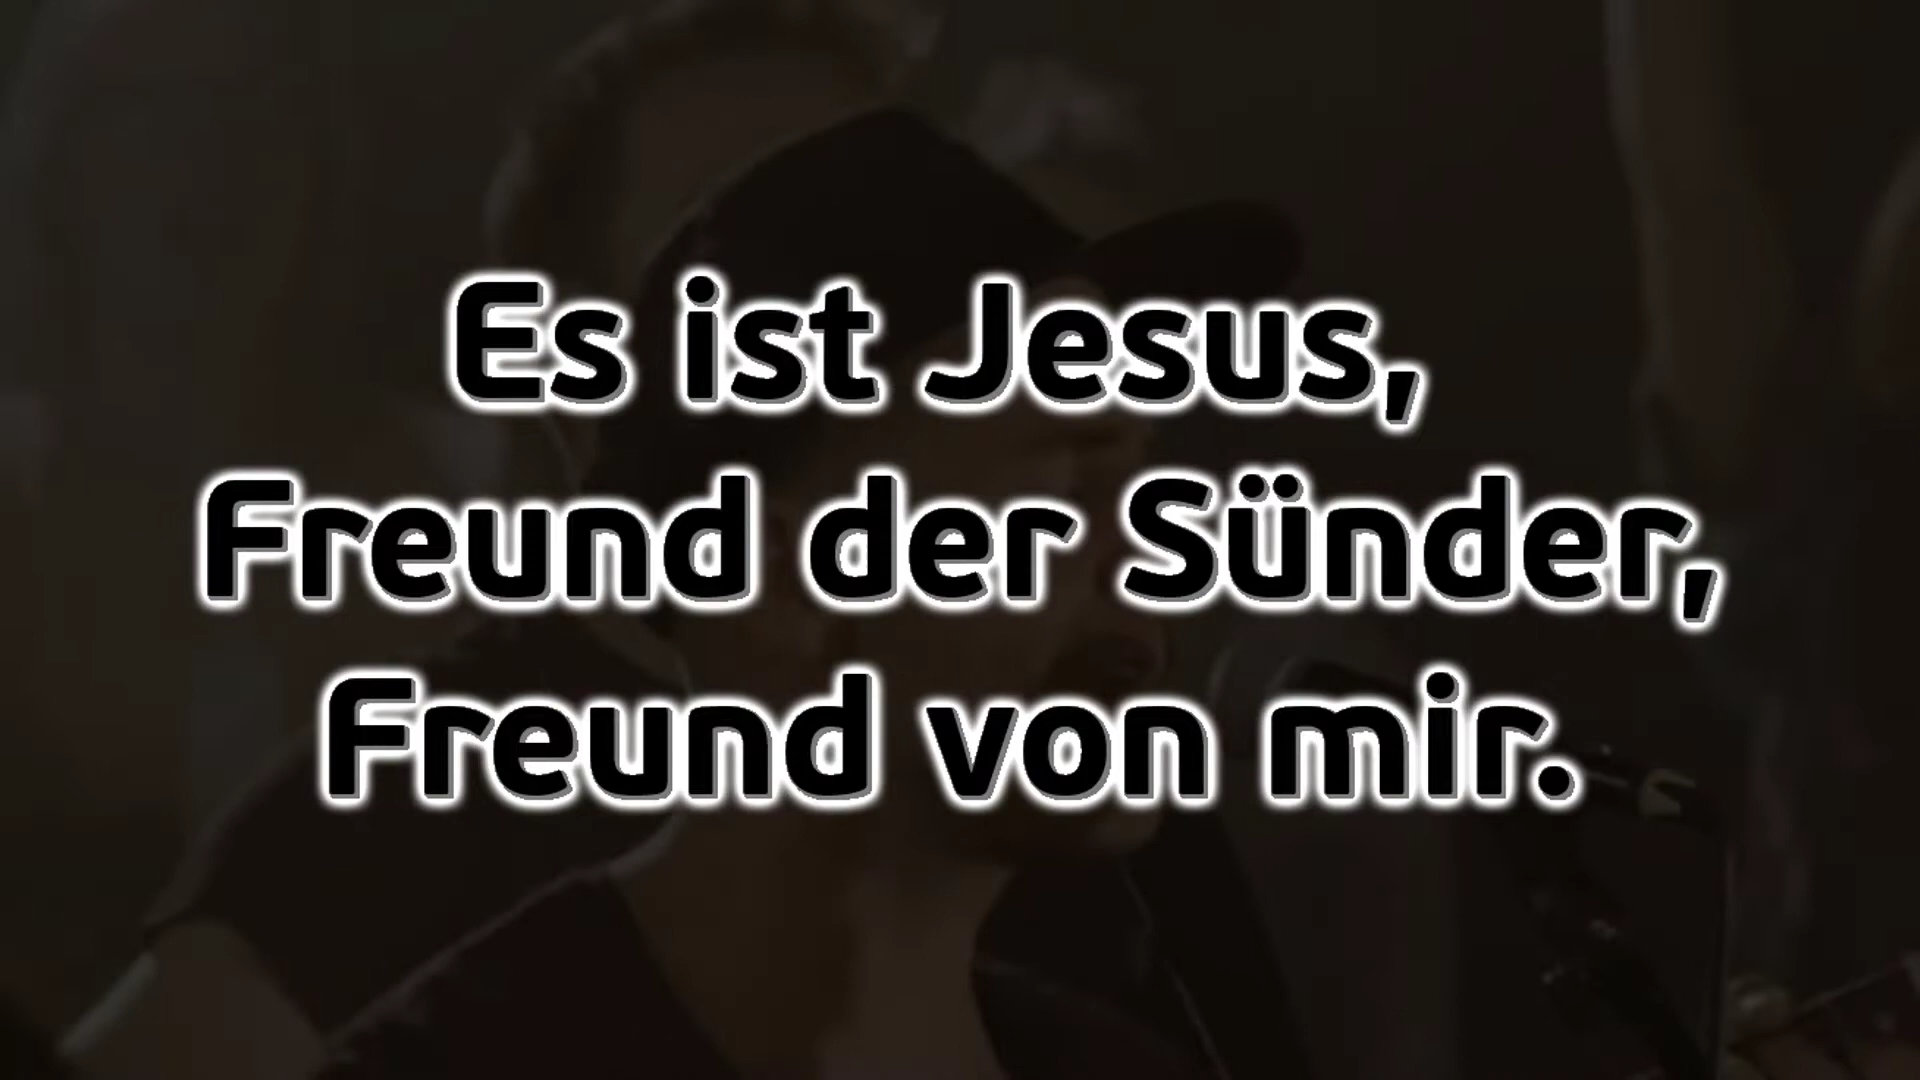 Es ist Jesus,
Freund der Sünder,
Freund von mir.